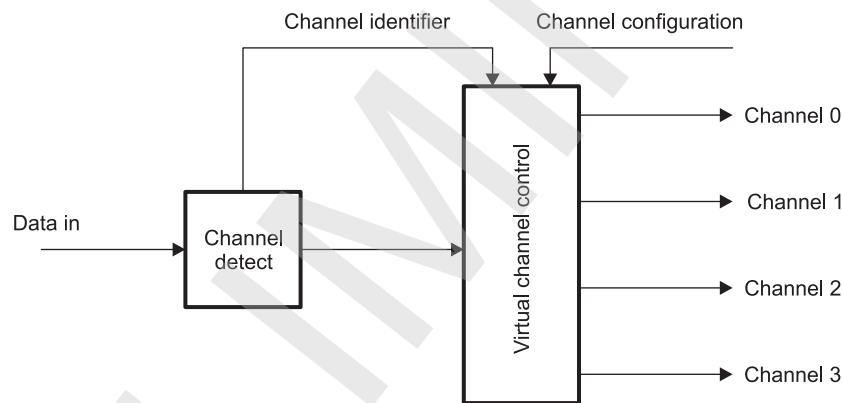 Channel identifier
Channel configuration
Channel 0
Channel 1
Channel 2
Channel 3
Data in
Channel
detect
Virtual channel control